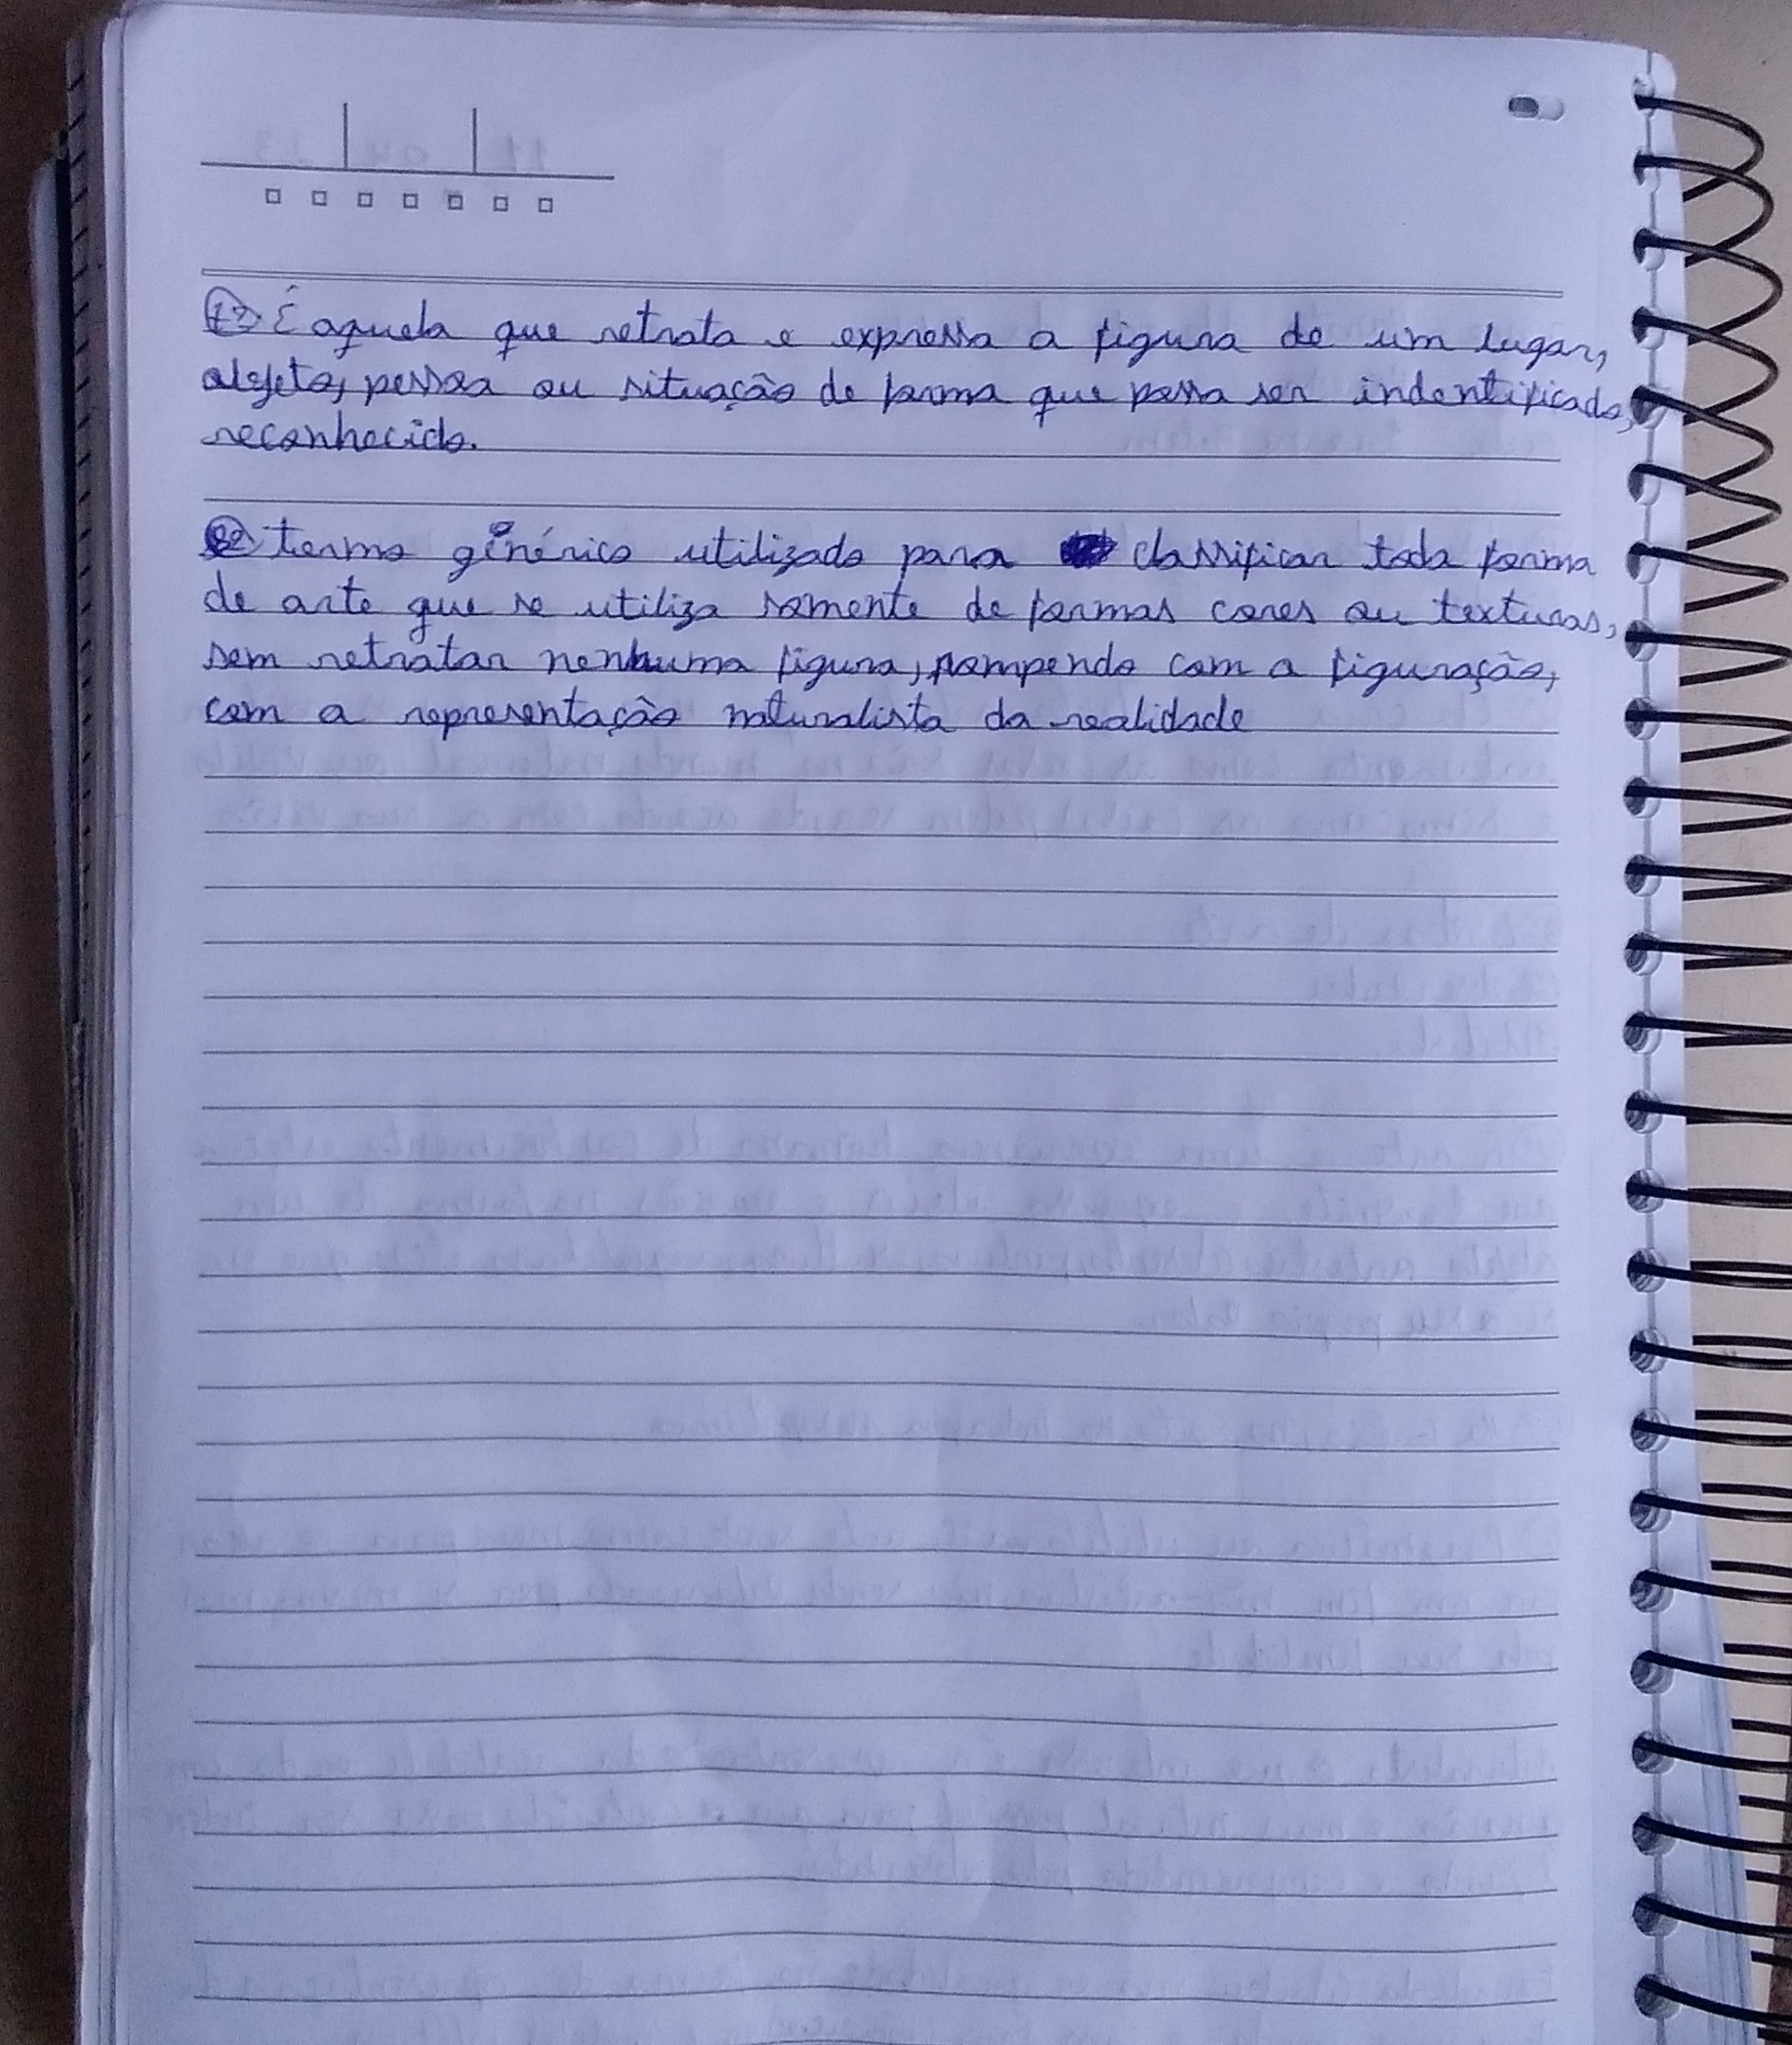 1ª) É aquela que retrata e expressa a figura de um lugar,
objeto, pessoa ou situação de forma que possa ser indentificado,
reconhecido.
2ª) termo genérico utilizado para classificar toda forma
de arte que se utiliza somente de formas cores ou texturas,
sem retratar nenhuma figura, rompendo com a figuração,
com a representação naturalista da realidade